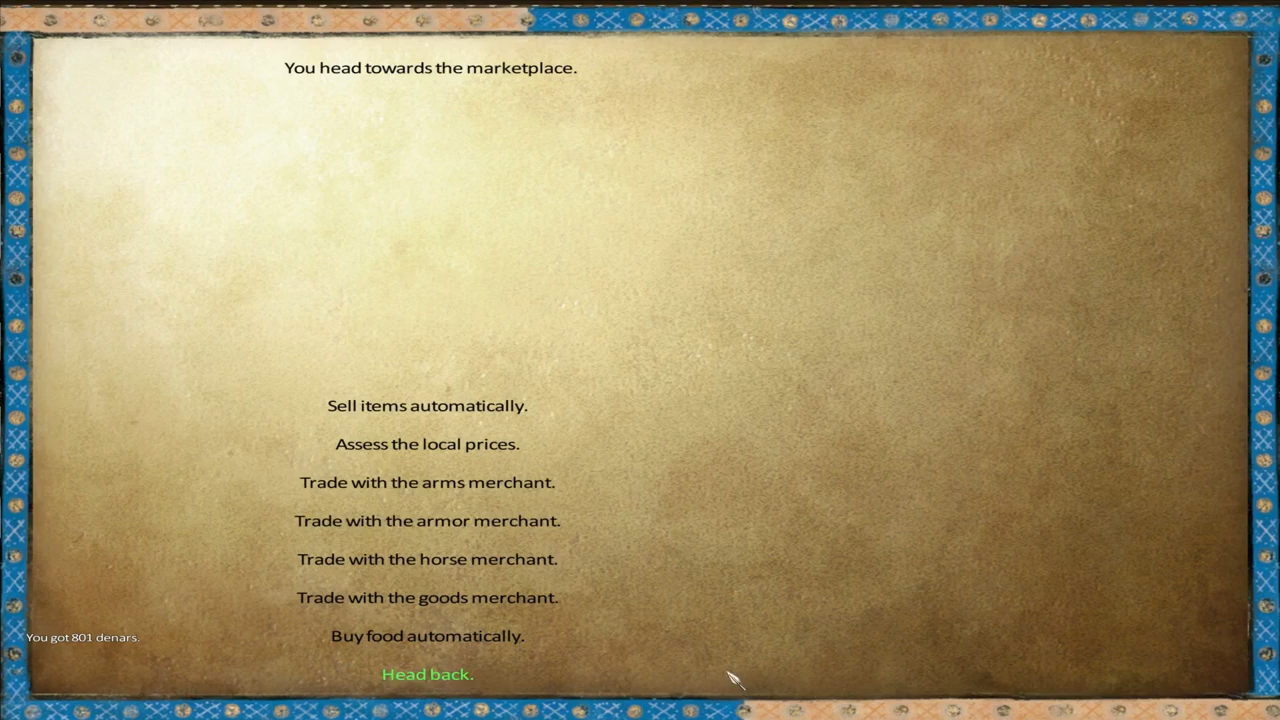 You head towards the marketplace.
Sell items automatically.
Assess the local prices.
Trade with the arms merchant.
Trade with the armor merchant.
Trade with the horse merchant.
Trade with the goods merchant.
You got 801 denars.
Buy food automatically.
Head back.